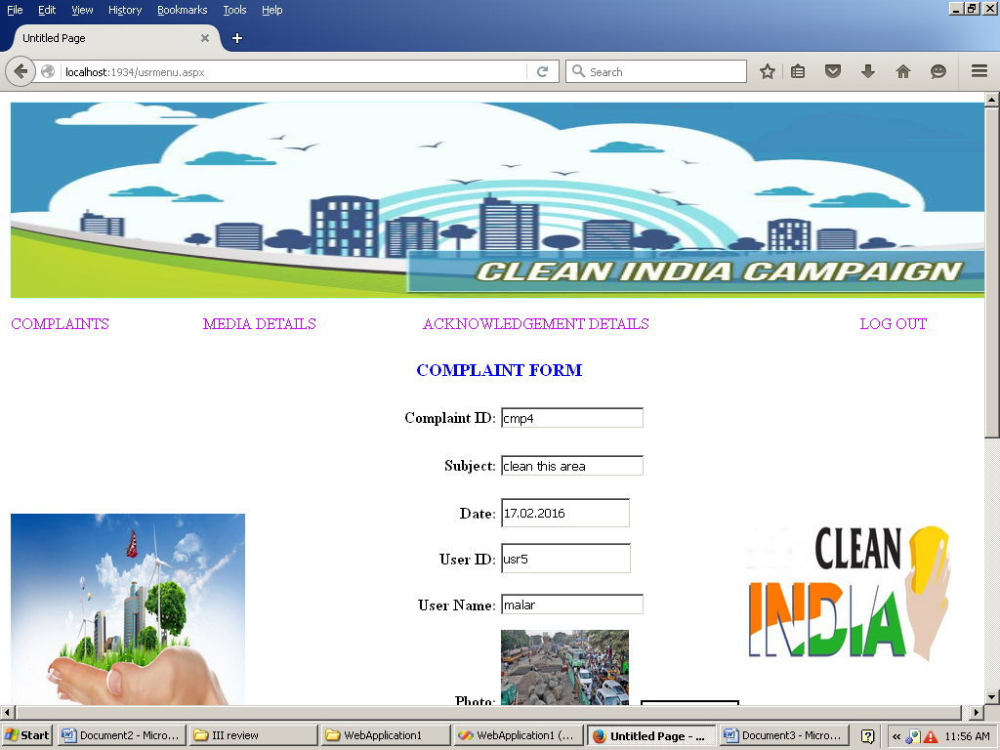 File Edit View History Bookmarks Tools Help
Untitled Page
localhost:1934/usrmenu.aspx
Search
CLEAN INDIA CAMPAIGN
COMPLAINTS MEDIA DETAILS ACKNOWLEDGEMENT DETAILS LOG OUT
COMPLAINT FORM
Complaint ID: cmp4
Subject: clean this area
Date: 17.02.2016
User ID: usr5
User Name: malar
Photo:
CLEAN
INDIA
Start Document2 - Micro... III review WebApplication1 WebApplication1 (... Untitled Page - ... Document3 - Micro... 11:56 AM